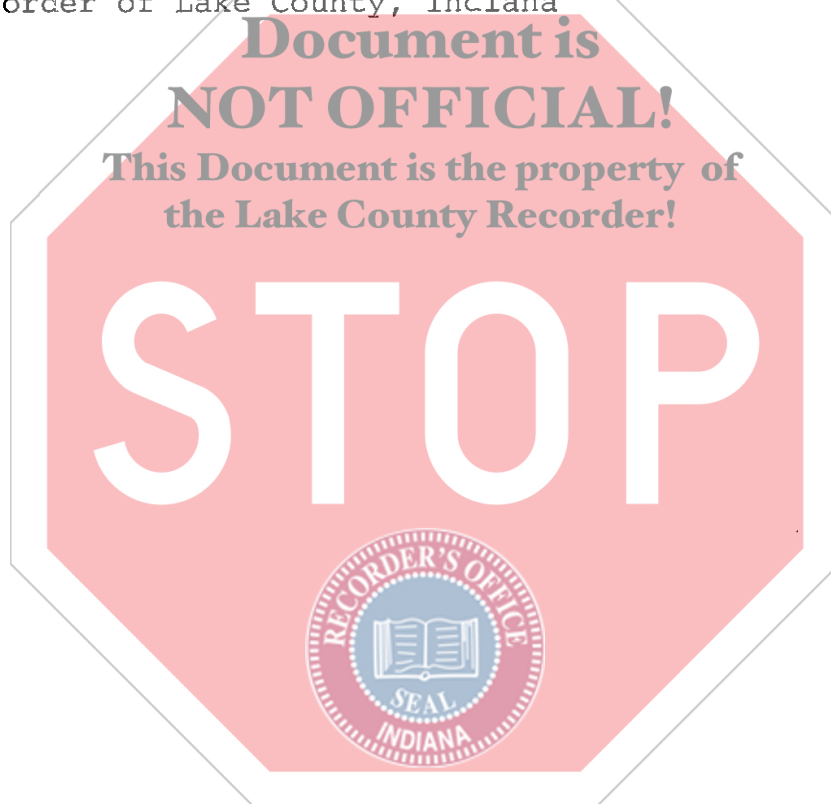 order of Lake County, Indiana
Document is
NOT OFFICIAL!
This Document is the property of
the Lake County Recorder!
STOP
RECORDER'S OFFICE
SEAL
INDIANA